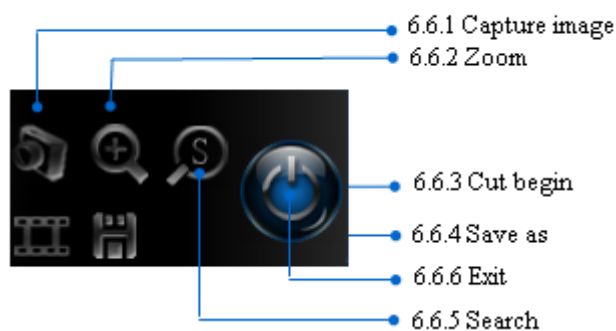 6.6.1 Capture image
6.6.2 Zoom
S
6.6.3 Cut begin
6.6.4 Save as
6.6.6 Exit
6.6.5 Search